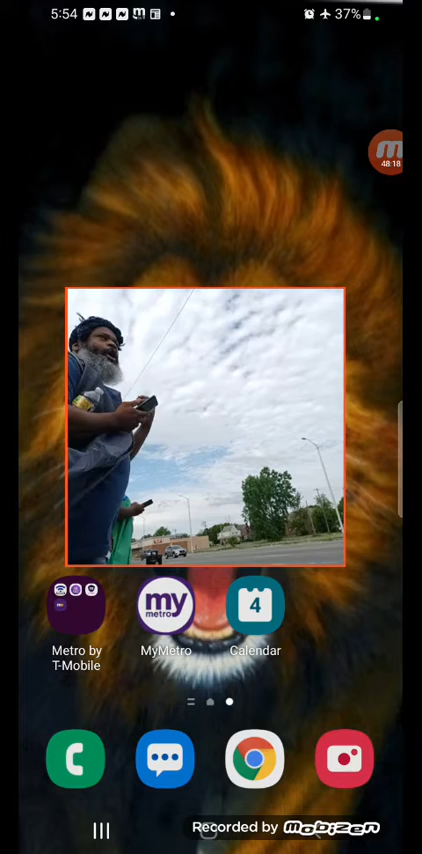 5:54
37%
48:18
my
metro
4
Metro by
T-Mobile
MyMetro
Calendar
Recorded by Mobizen